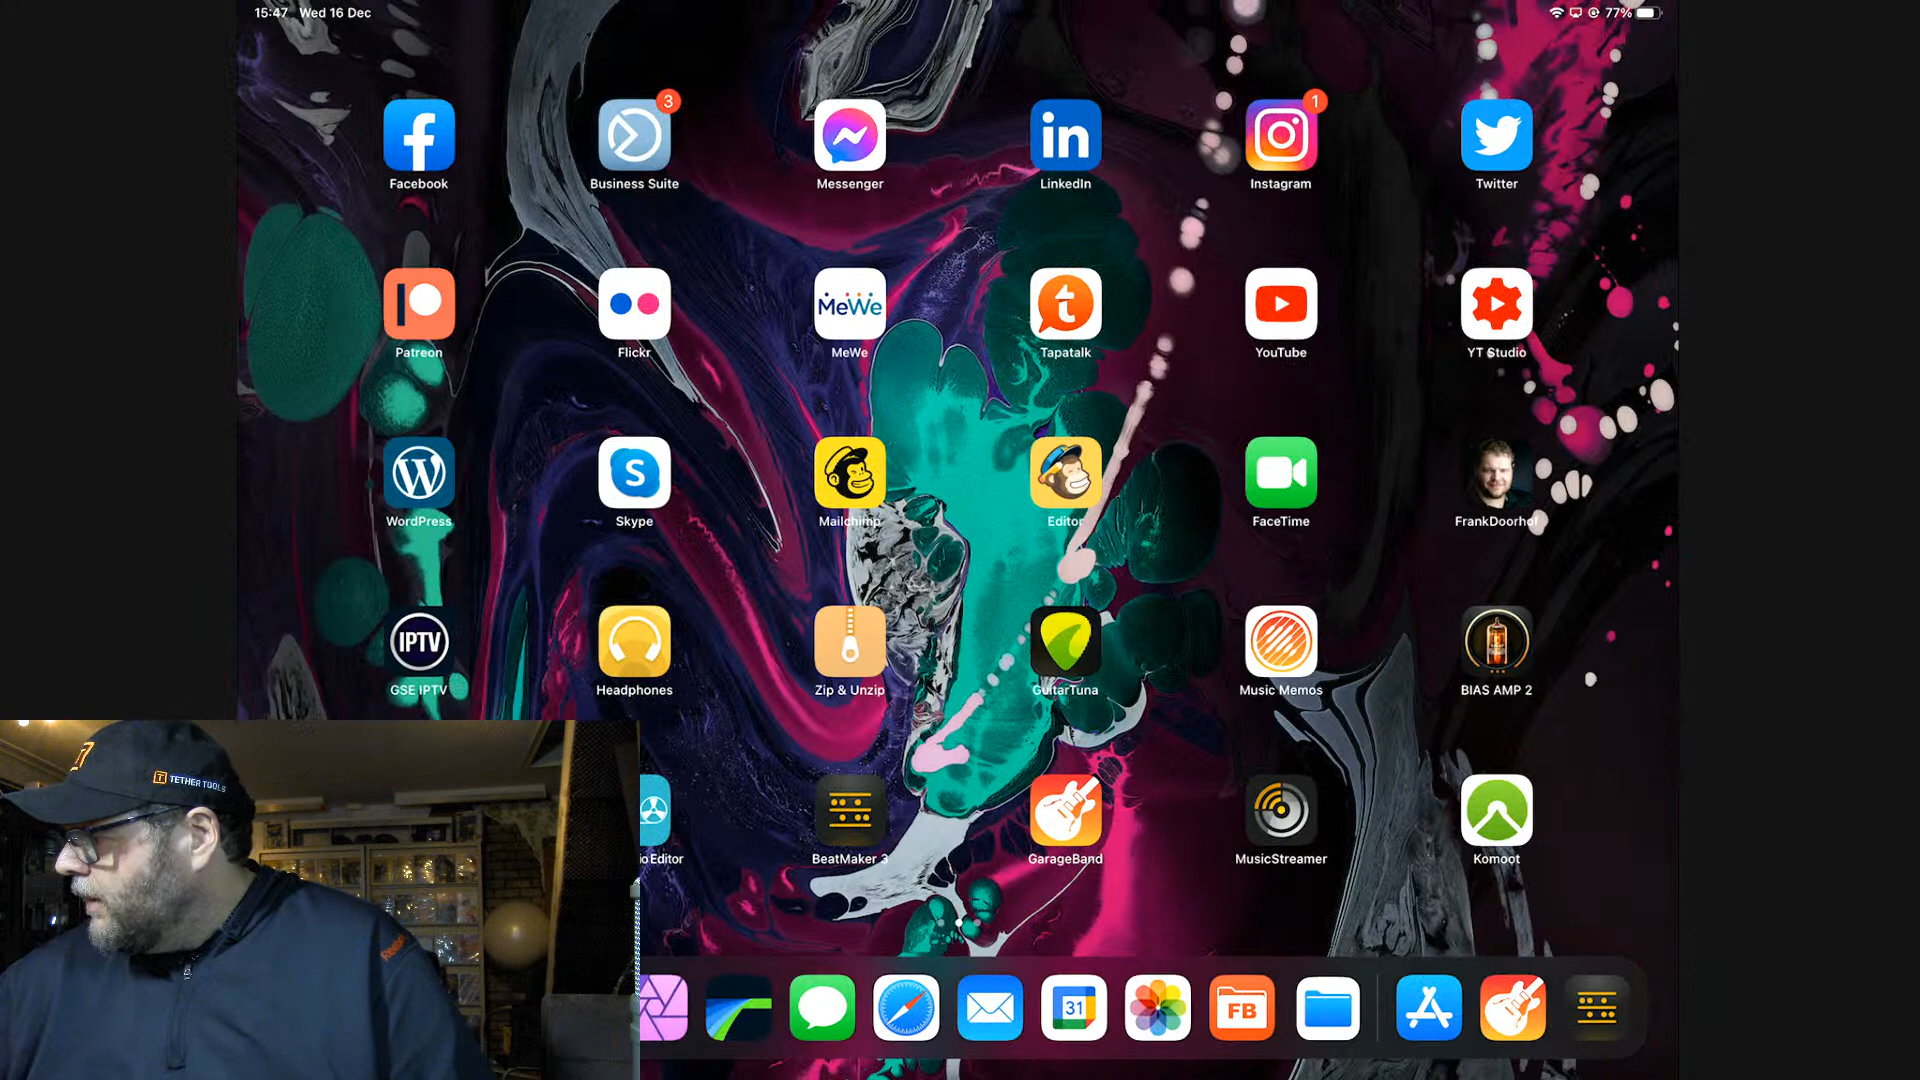 15:47 Wed 16 Dec
77%
3
1
Facebook
Business Suite
Messenger
LinkedIn
Instagram
Twitter
MeWe
Patreon
Flickr
MeWe
Tapatalk
YouTube
YT Studio
WordPress
Skype
Mailchimp
Editor
FaceTime
FrankDoorhof
IPTV
GSE IPTV
Headphones
Zip & Unzip
GuitarTuna
Music Memos
BIAS AMP 2
TETHER TOOLS
io Editor
BeatMaker 3
GarageBand
MusicStreamer
Komoot
31
FB